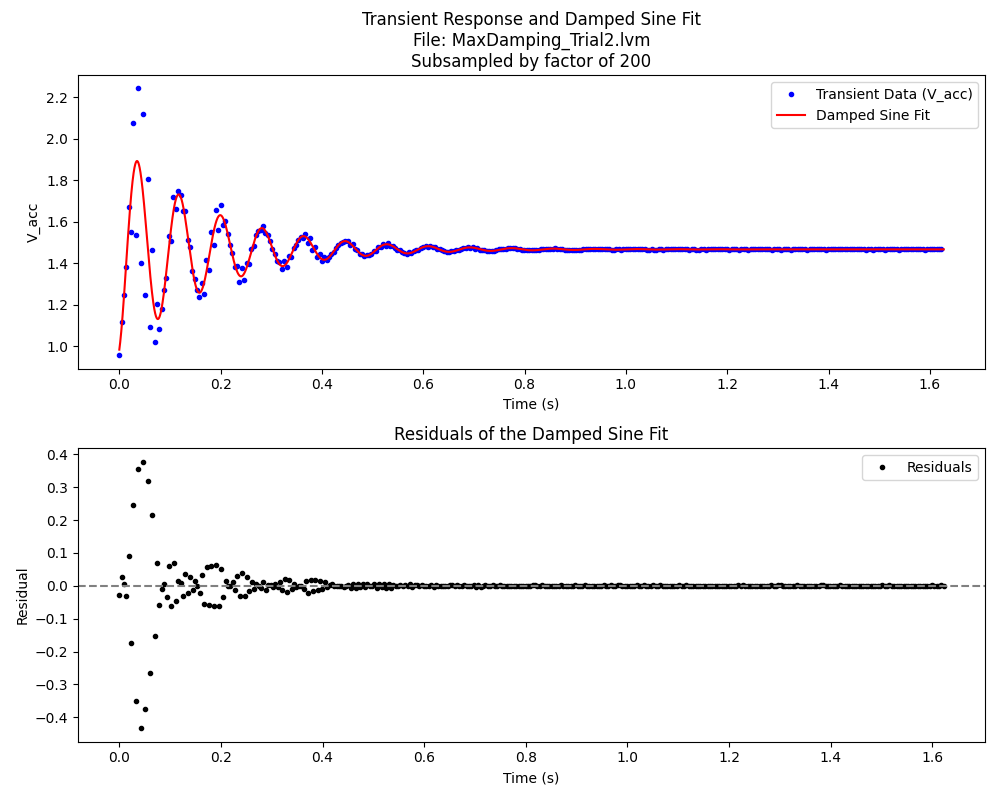 Transient Response and Damped Sine Fit
File: MaxDamping_Trial2.lvm
Subsampled by factor of 200
V_acc
2.2
2.0
1.8
1.6
1.4
1.2
1.0
Transient Data (V_acc)
Damped Sine Fit
0.0 0.2 0.4 0.6 0.8 1.0 1.2 1.4 1.6
Time (s)
Residuals of the Damped Sine Fit
Residual
0.4
0.3
0.2
0.1
0.0
−0.1
−0.2
−0.3
−0.4
Residuals
0.0 0.2 0.4 0.6 0.8 1.0 1.2 1.4 1.6
Time (s)